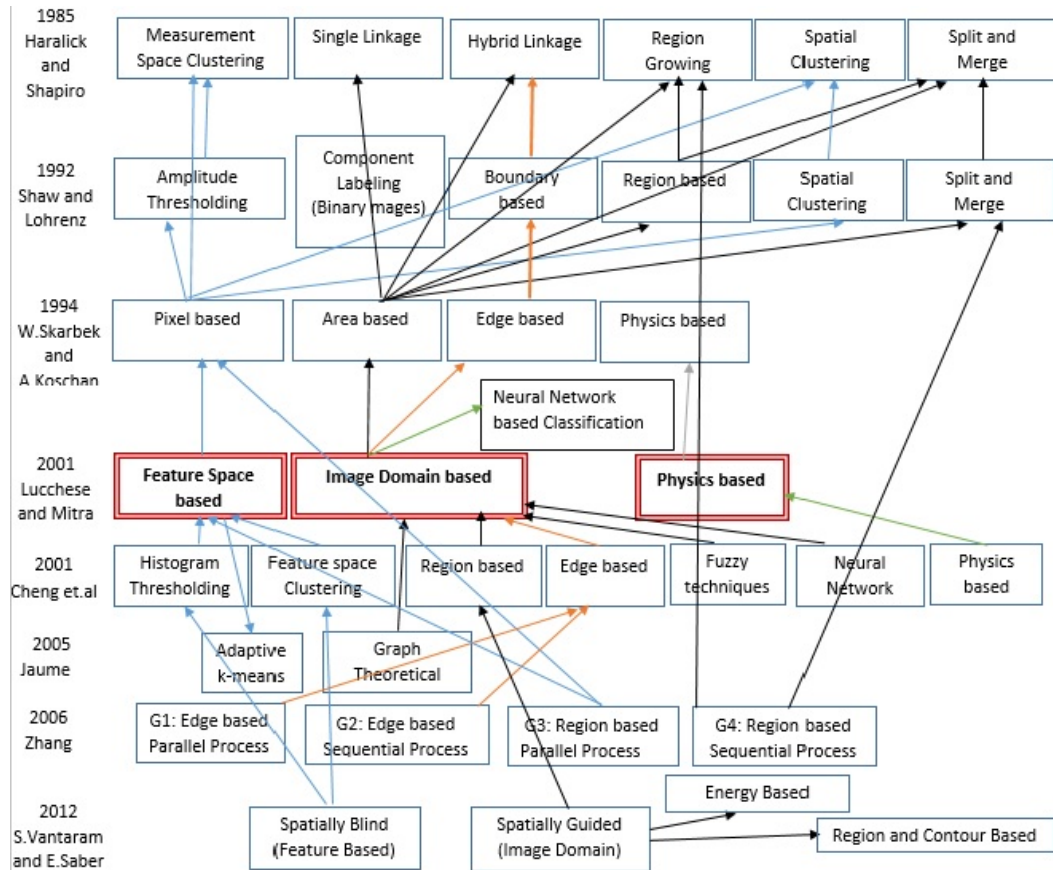 1985
Haralick
and
Shapiro
Measurement
Space Clustering
Single Linkage
Hybrid Linkage
Region
Growing
Spatial
Clustering
Split and
Merge
1992
Shaw and
Lohrenz
Amplitude
Thresholding
Component
Labeling
(Binary mages)
Boundary
based
Region based
Spatial
Clustering
Split and
Merge
1994
W.Skarbek
and
A Koschan
Pixel based
Area based
Edge based
Physics based
Neural Network
based Classification
2001
Lucchese
and Mitra
Feature Space
based
Image Domain based
Physics based
2001
Cheng et.al
Histogram
Thresholding
Feature space
Clustering
Region based
Edge based
Fuzzy
techniques
Neural
Network
Physics
based
2005
Jaume
Adaptive
k-means
Graph
Theoretical
2006
Zhang
G1: Edge based
Parallel Process
G2: Edge based
Sequential Process
G3: Region based
Parallel Process
G4: Region based
Sequential Process
2012
S.Vantaram
and E.Saber
Spatially Blind
(Feature Based)
Spatially Guided
(Image Domain)
Energy Based
Region and Contour Based